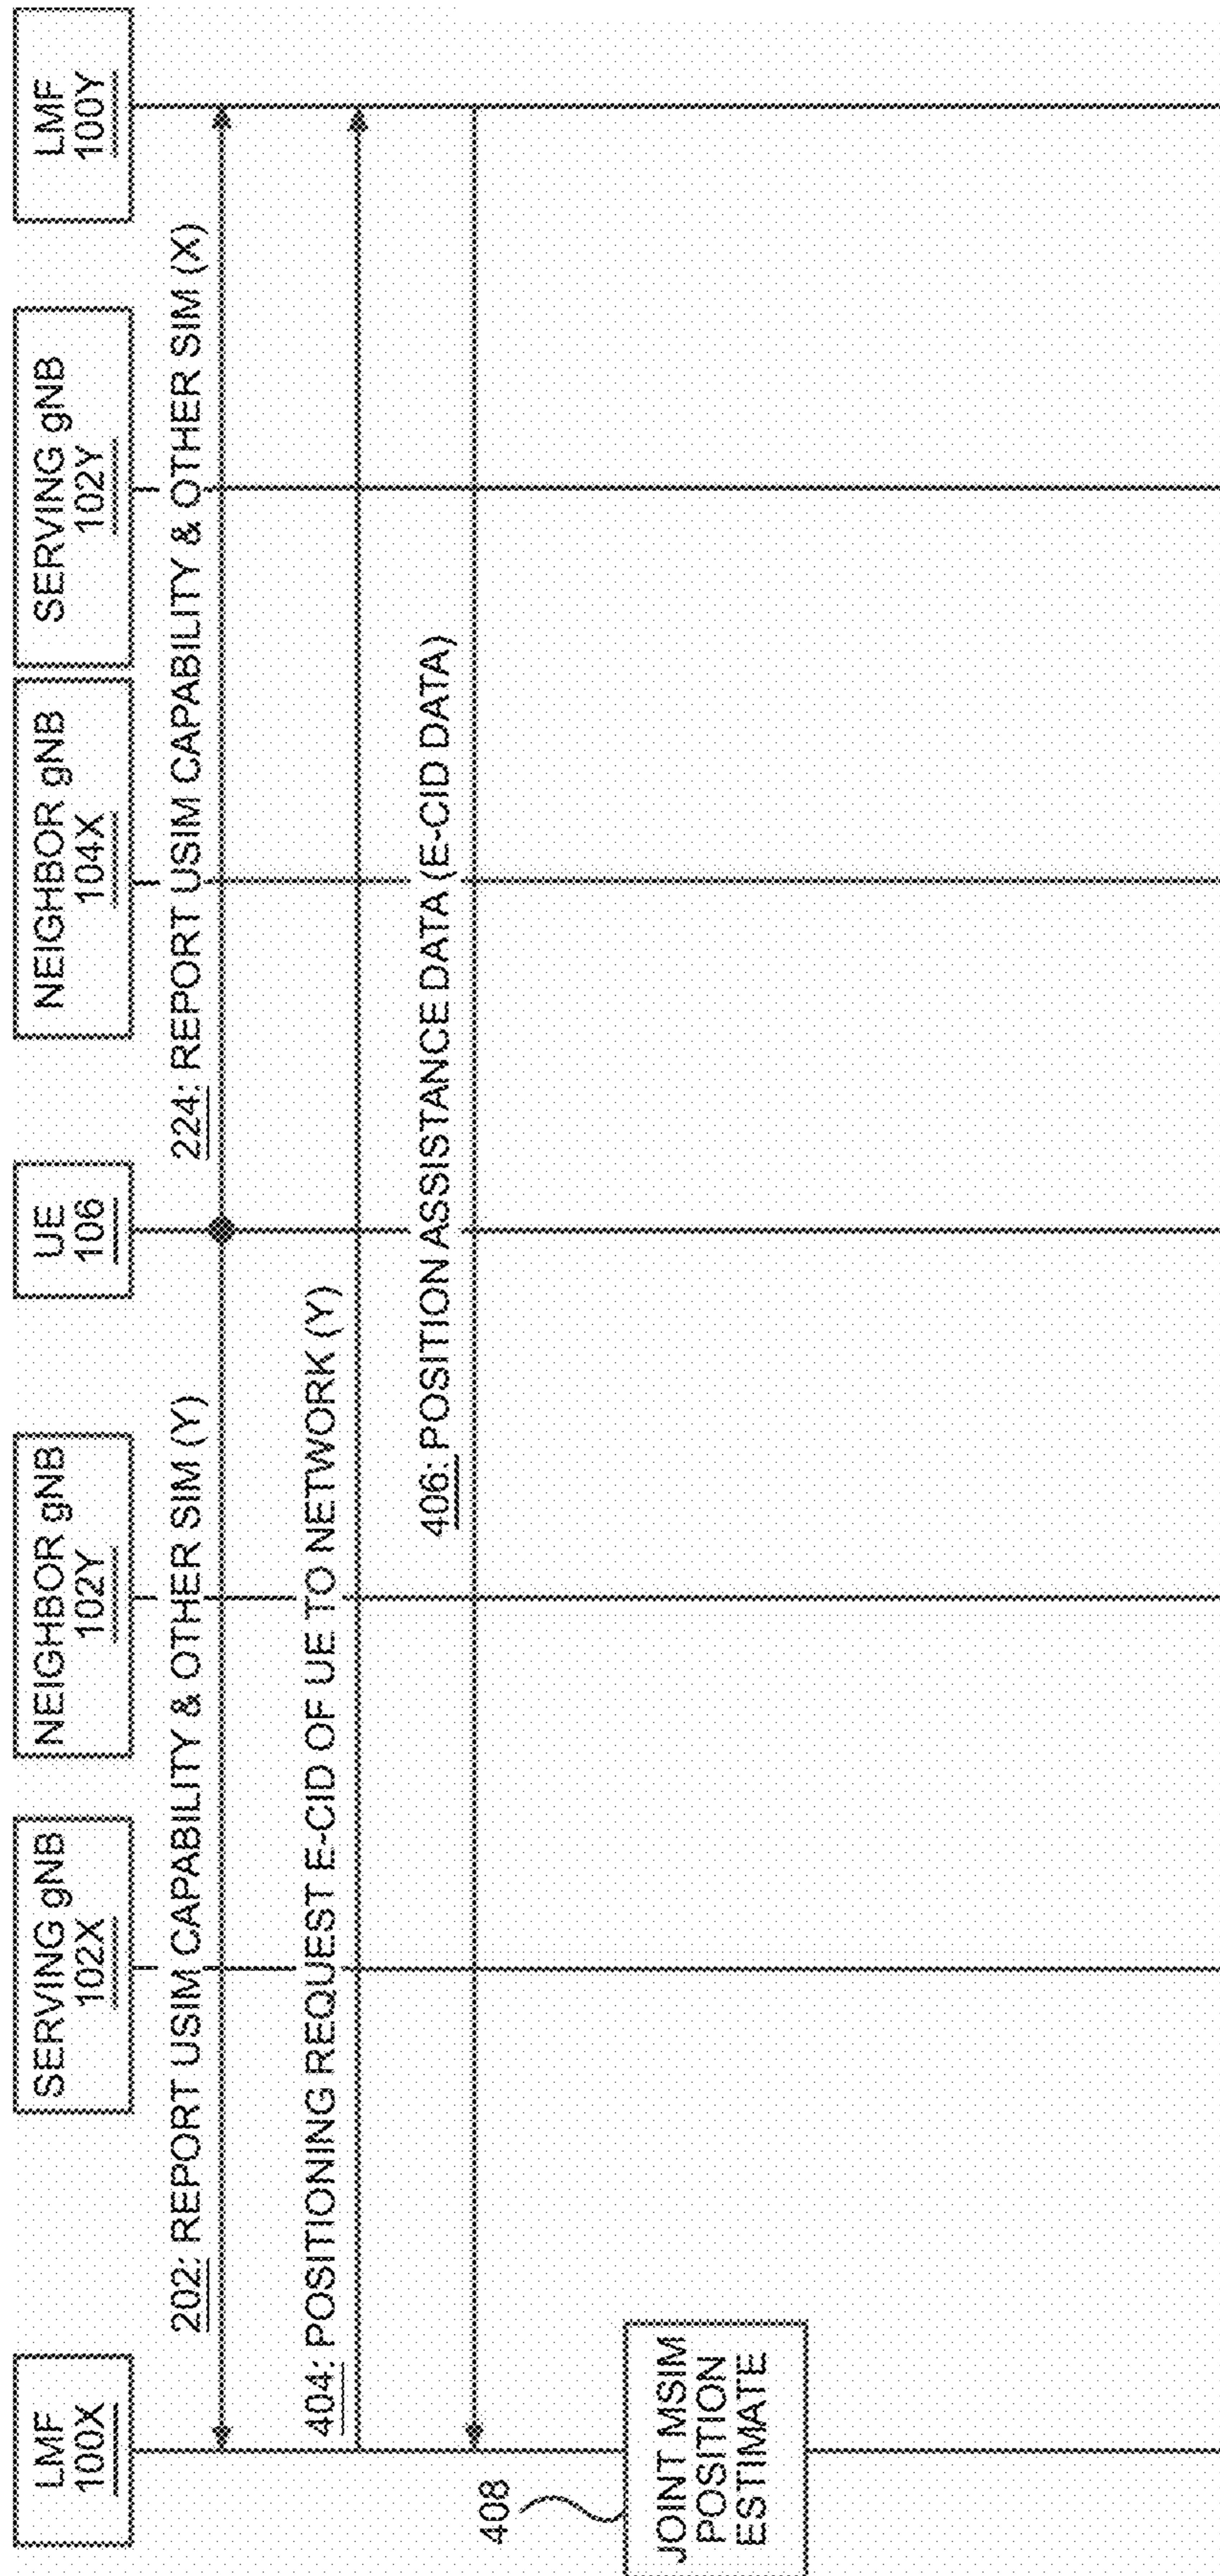 LMF
100X
SERVING gNB
102X
NEIGHBOR gNB
102Y
UE
106
NEIGHBOR gNB
104X
SERVING gNB
102Y
LMF
100Y
202: REPORT USIM CAPABILITY & OTHER SIM (Y)
224: REPORT USIM CAPABILITY & OTHER SIM (X)
404: POSITIONING REQUEST E-CID OF UE TO NETWORK (Y)
406: POSITION ASSISTANCE DATA (E-CID DATA)
408
JOINT MSIM
POSITION
ESTIMATE